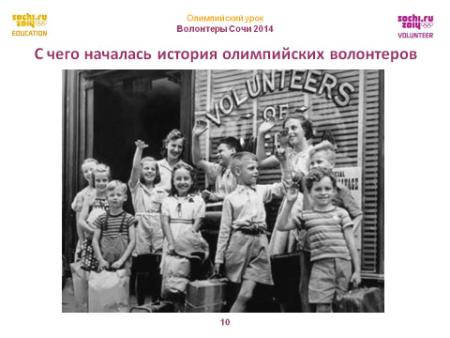 sochi.ru
2014
EDUCATION
Олимпийский урок
Волонтеры Сочи 2014
sochi.ru
2014
VOLUNTEER
С чего началась история олимпийских волонтеров
VOLUNTEERS
OF
10